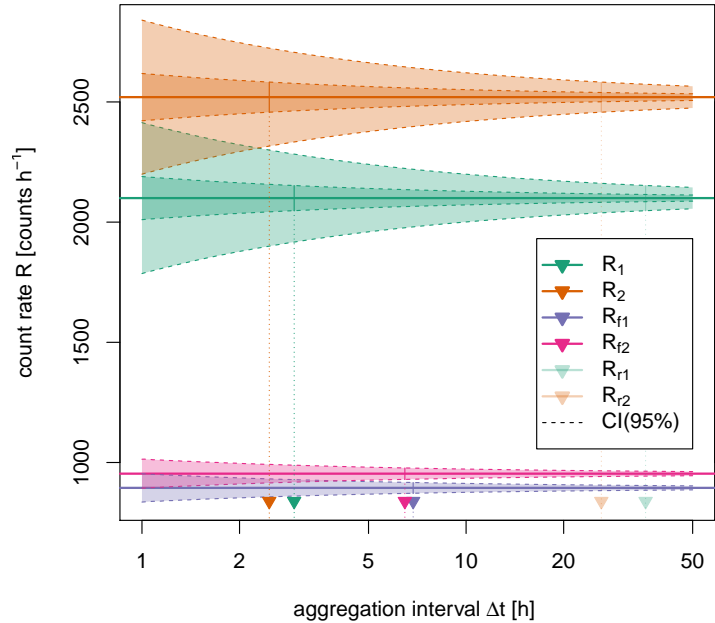 2500
2000
1500
1000
count rate R [counts h⁻¹]
R₁
R₂
R_f1
R_f2
R_r1
R_r2
CI(95%)
1 2 5 10 20 50
aggregation interval Δt [h]